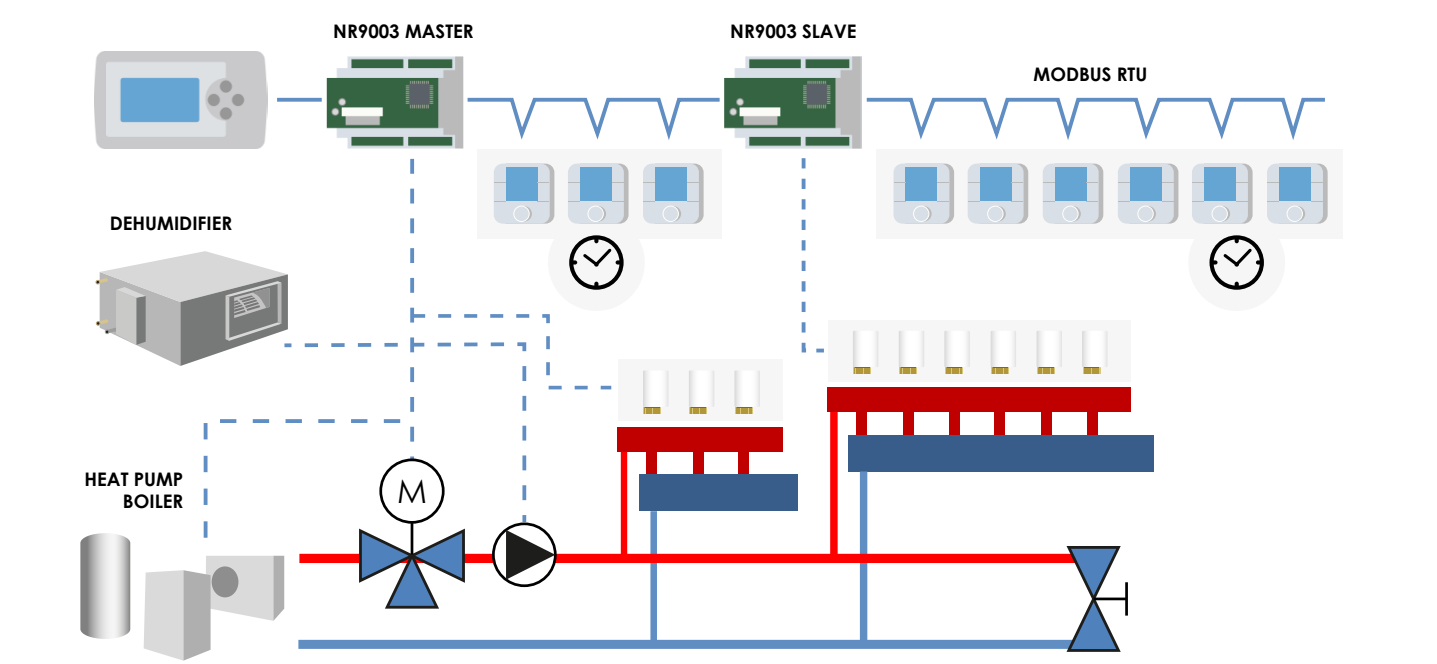 NR9003 MASTER
NR9003 SLAVE
MODBUS RTU
DEHUMIDIFIER
HEAT PUMP
BOILER
M